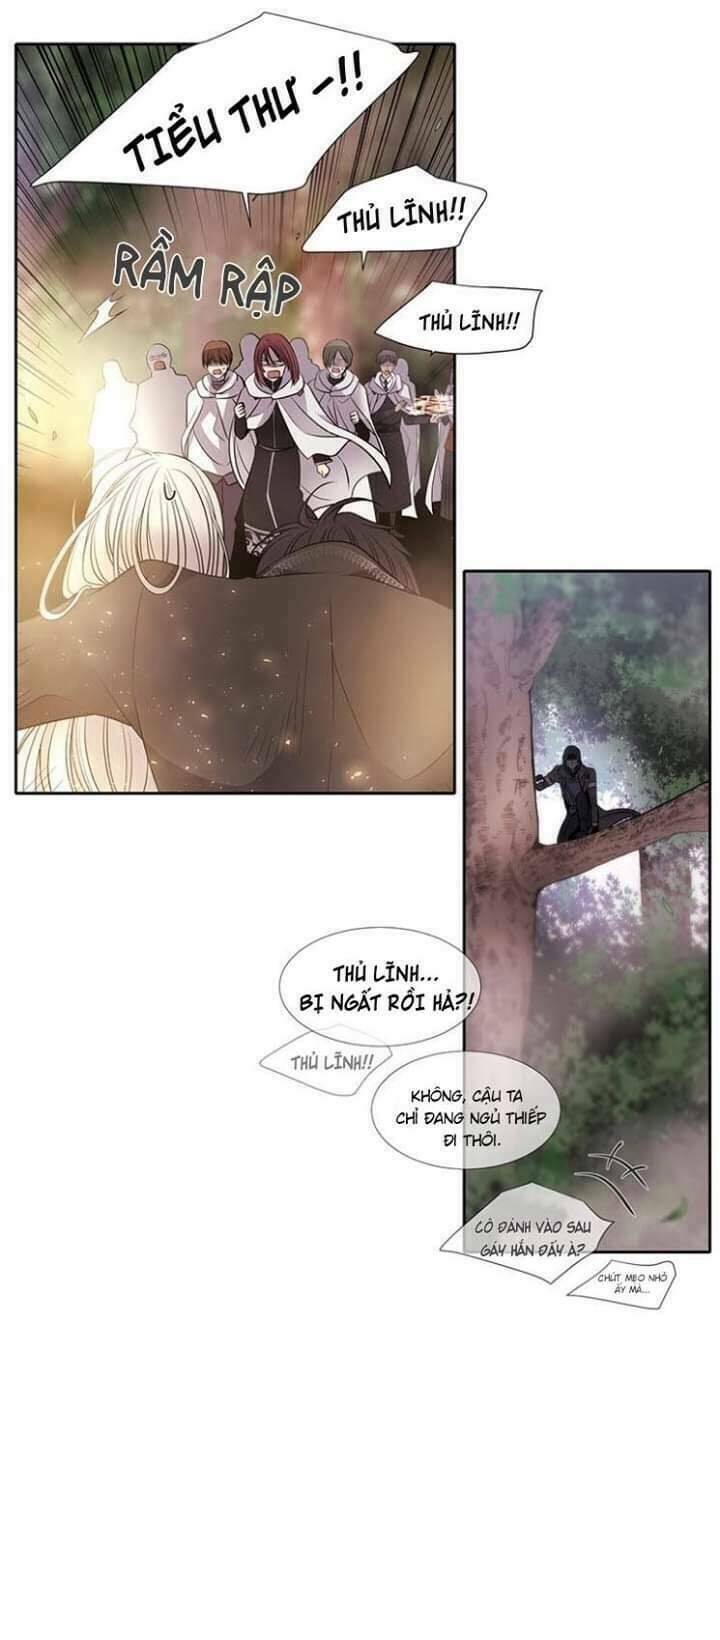 TIỂU THƯ -!!
THỦ LĨNH!!
RẦM RẬP
THỦ LĨNH!!
THỦ LĨNH...
BỊ NGẤT RỒI HẢ?!
THỦ LĨNH!!
KHÔNG, CẬU TA
CHỈ ĐANG NGỦ THIẾP
ĐI THÔI.
CÔ ĐÁNH VÀO SAU
GÁY HẮN ĐẤY À?
CHÚT MẸO NHỎ
ẤY MÀ...